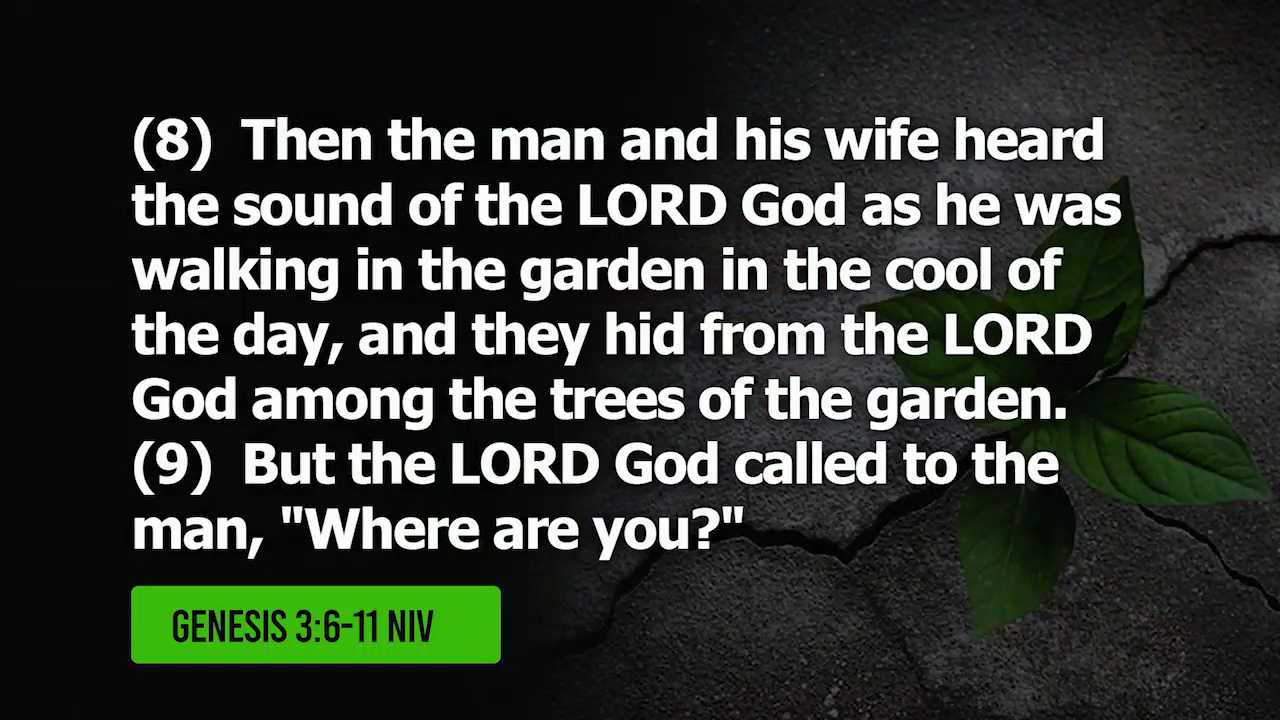 (8)  Then the man and his wife heard
the sound of the LORD God as he was
walking in the garden in the cool of
the day, and they hid from the LORD
God among the trees of the garden.
(9)  But the LORD God called to the
man, "Where are you?"
GENESIS 3:6-11 NIV